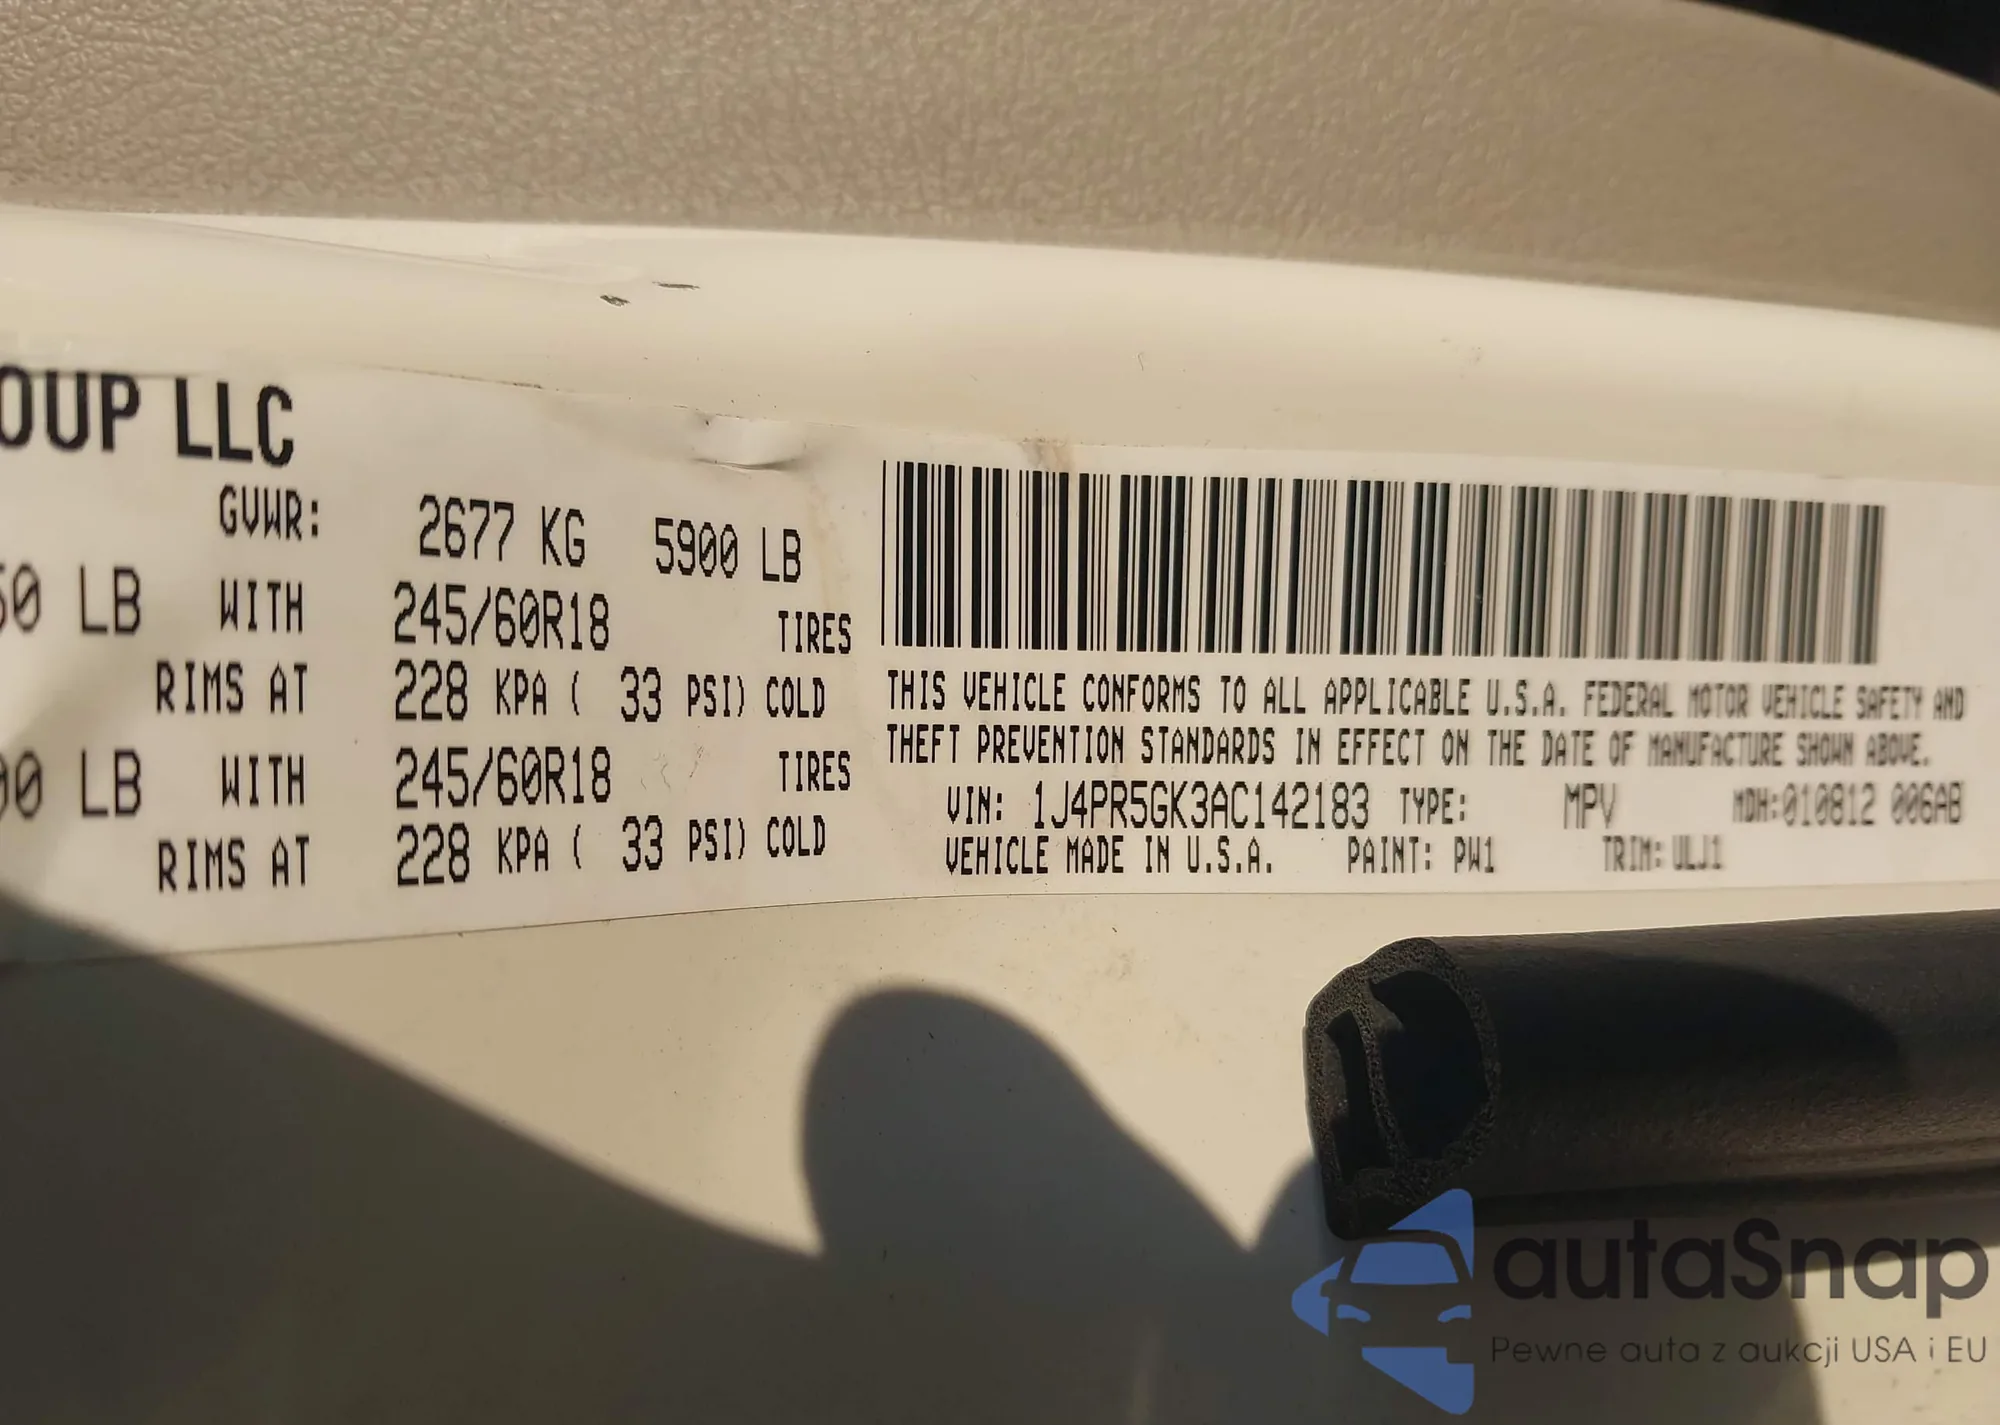 OUP LLC
GVWR: 2677 KG 5900 LB
50 LB WITH 245/60R18 TIRES
RIMS AT 228 KPA ( 33 PSI) COLD
00 LB WITH 245/60R18 TIRES
RIMS AT 228 KPA ( 33 PSI) COLD
THIS VEHICLE CONFORMS TO ALL APPLICABLE U.S.A. FEDERAL MOTOR VEHICLE SAFETY AND
THEFT PREVENTION STANDARDS IN EFFECT ON THE DATE OF MANUFACTURE SHOWN ABOVE.
VIN: 1J4PR5GK3AC142183 TYPE: MPV MDH:010812 006AB
VEHICLE MADE IN U.S.A. PAINT: PW1 TRIM: ULJ1
autaSnap
Pewne auta z aukcji USA i EU